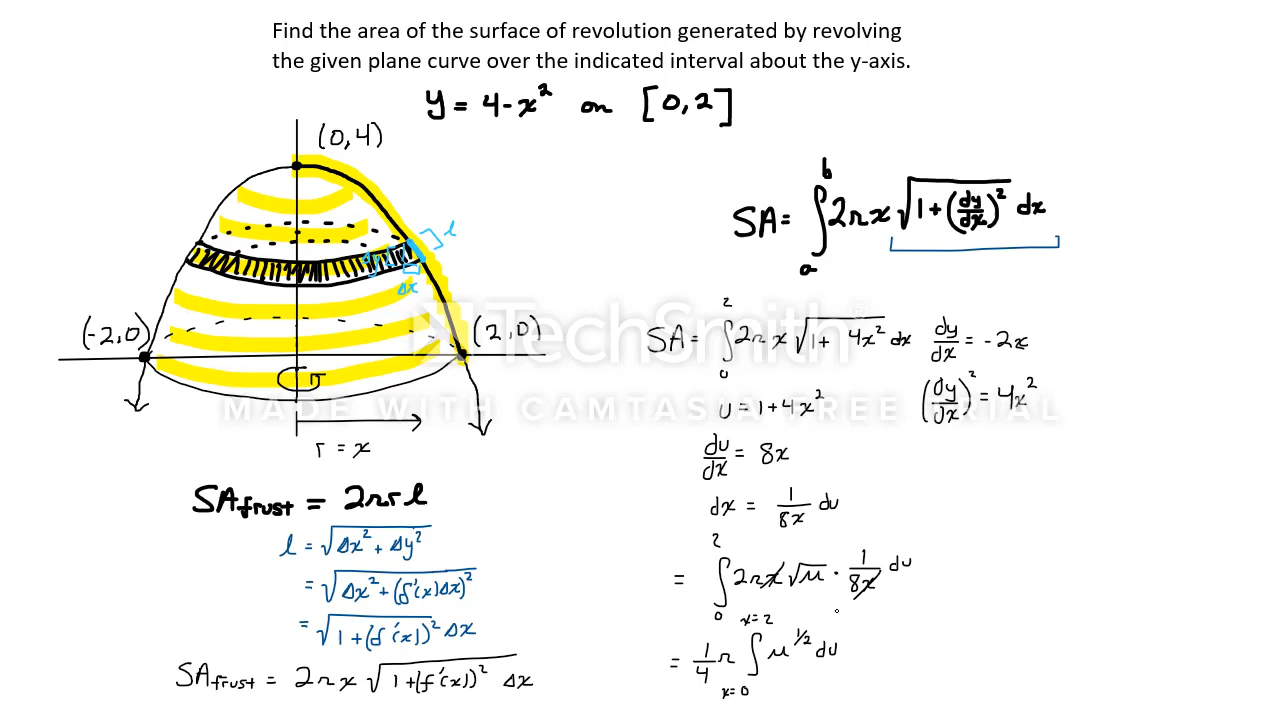 Find the area of the surface of revolution generated by revolving
the given plane curve over the indicated interval about the y-axis.
y = 4-x² on [0,2]
(0,4)
l
Δx
(-2,0)
(2,0)
r = x
SA_frust = 2πrl
l = √(Δx² + Δy²)
= √(Δx² + (f'(x)Δx)²)
= √(1+(f'(x))²) Δx
SA_frust = 2πx √(1+(f'(x))²) Δx
SA = ∫_a^b 2πx √(1+(dy/dx)²) dx
SA = ∫_0^2 2πx √(1+ 4x²) dx
dy/dx = -2x
(dy/dx)² = 4x²
u = 1+4x²
du/dx = 8x
dx = 1/8x du
= ∫_0^2 2πx √u · 1/8x du
= 1/4 π ∫_{x=0}^{x=2} u^{1/2} du
TechSmith
MADE WITH CAMTASIA FREE TRIAL